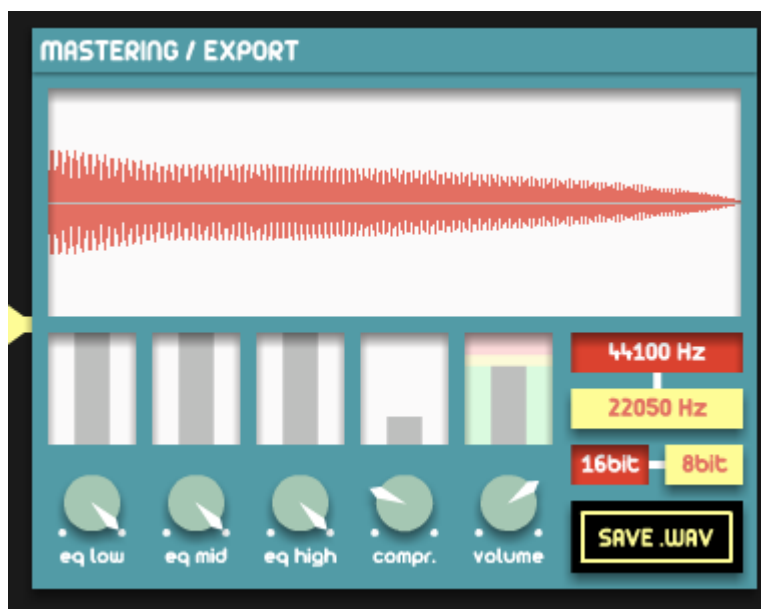 MASTERING / EXPORT
44100 Hz
22050 Hz
16bit 8bit
eq low eq mid eq high compr. volume
SAVE .WAV